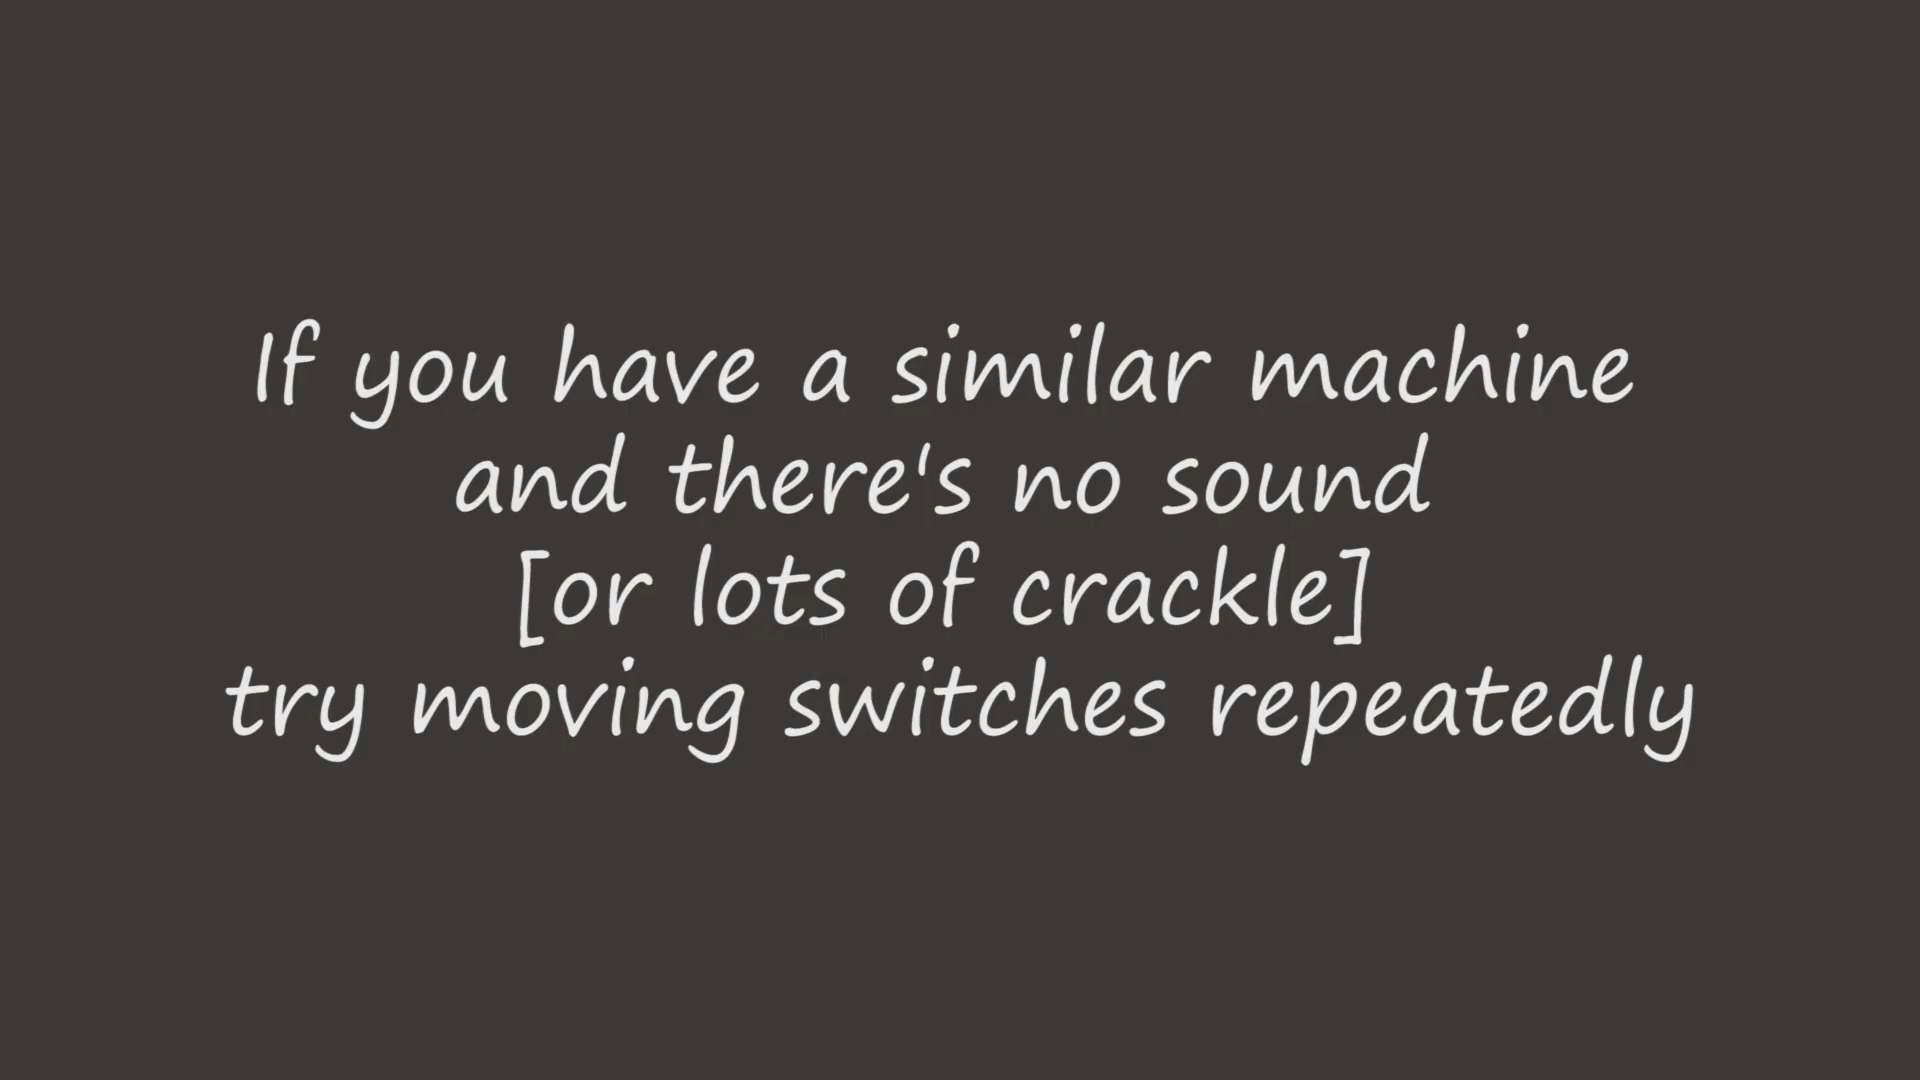 If you have a similar machine
and there's no sound
[or lots of crackle]
try moving switches repeatedly